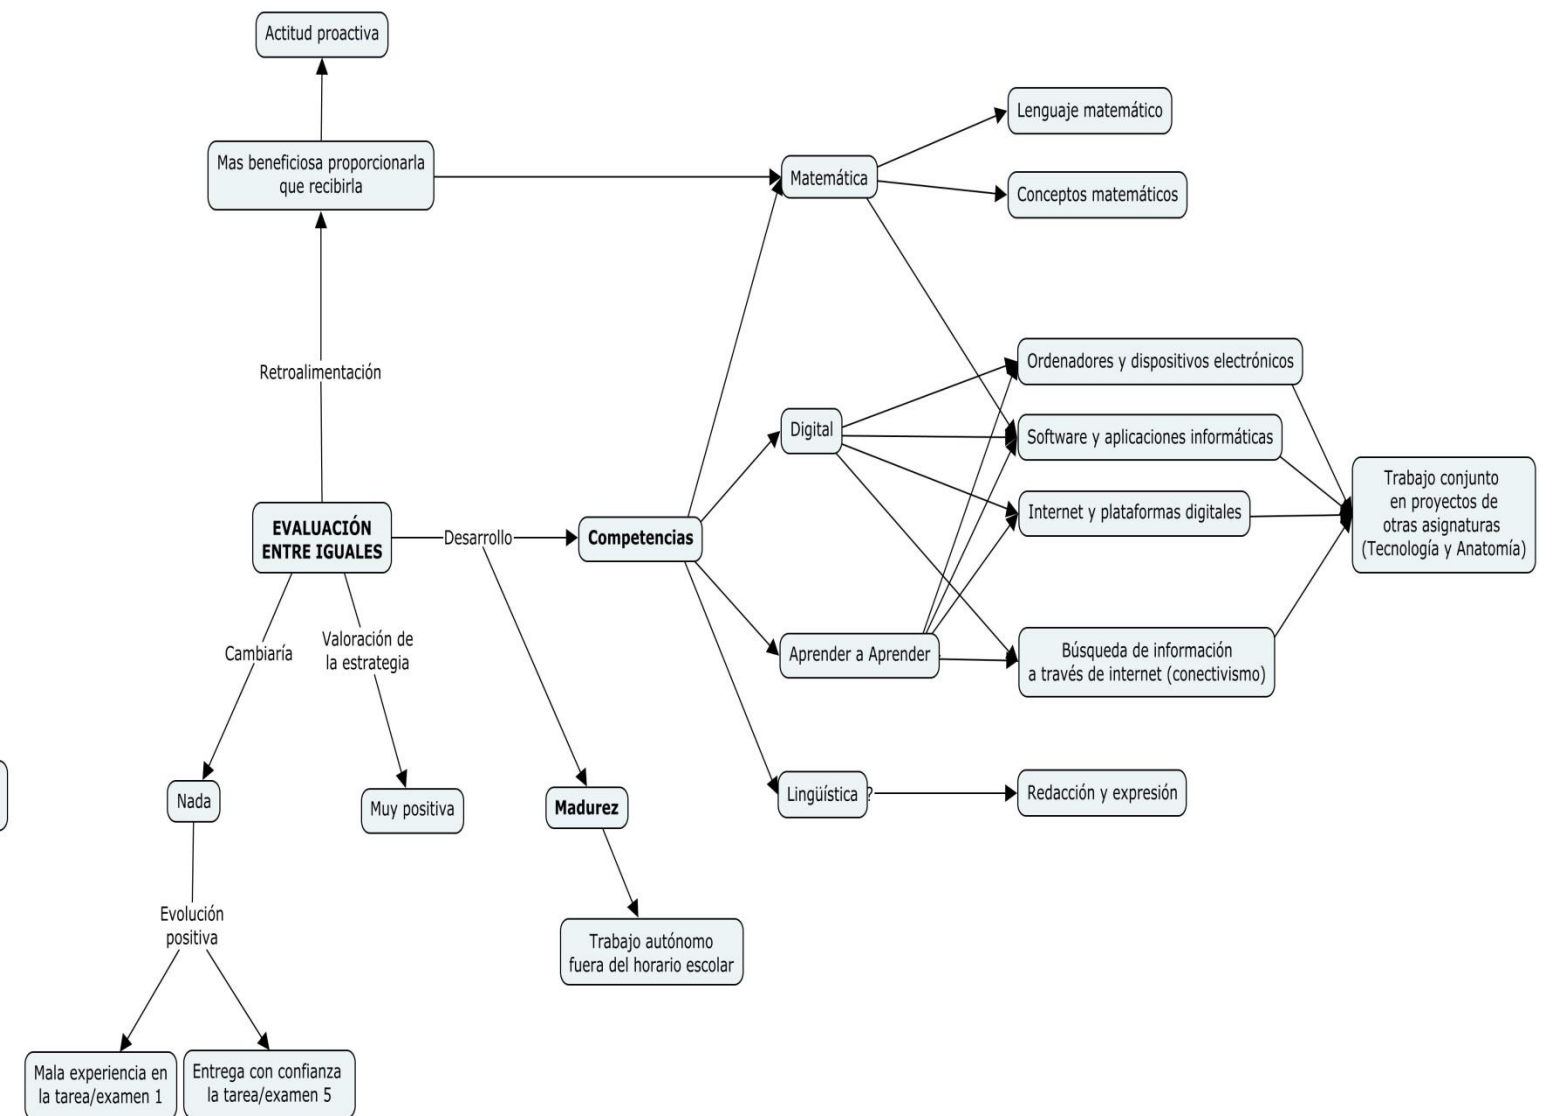 Actitud proactiva
Mas beneficiosa proporcionarla
que recibirla
Retroalimentación
EVALUACIÓN
ENTRE IGUALES
Desarrollo
Competencias
Matemática
Lenguaje matemático
Conceptos matemáticos
Digital
Ordenadores y dispositivos electrónicos
Software y aplicaciones informáticas
Internet y plataformas digitales
Trabajo conjunto
en proyectos de
otras asignaturas
(Tecnología y Anatomía)
Aprender a Aprender
Búsqueda de información
a través de internet (conectivismo)
Lingüística ?
Redacción y expresión
Cambiaría
Valoración de
la estrategia
Nada
Muy positiva
Madurez
Evolución
positiva
Trabajo autónomo
fuera del horario escolar
Mala experiencia en
la tarea/examen 1
Entrega con confianza
la tarea/examen 5